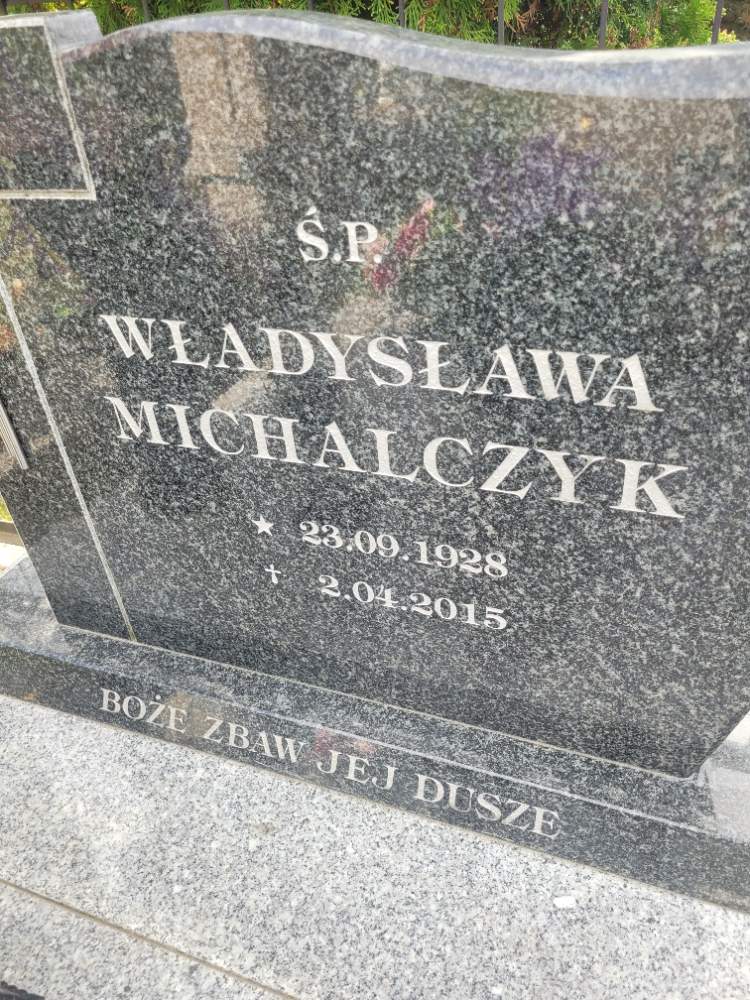 Ś.P.
WŁADYSŁAWA
MICHALCZYK
★ 23.09.1928
✝ 2.04.2015
BOŻE ZBAW JEJ DUSZE